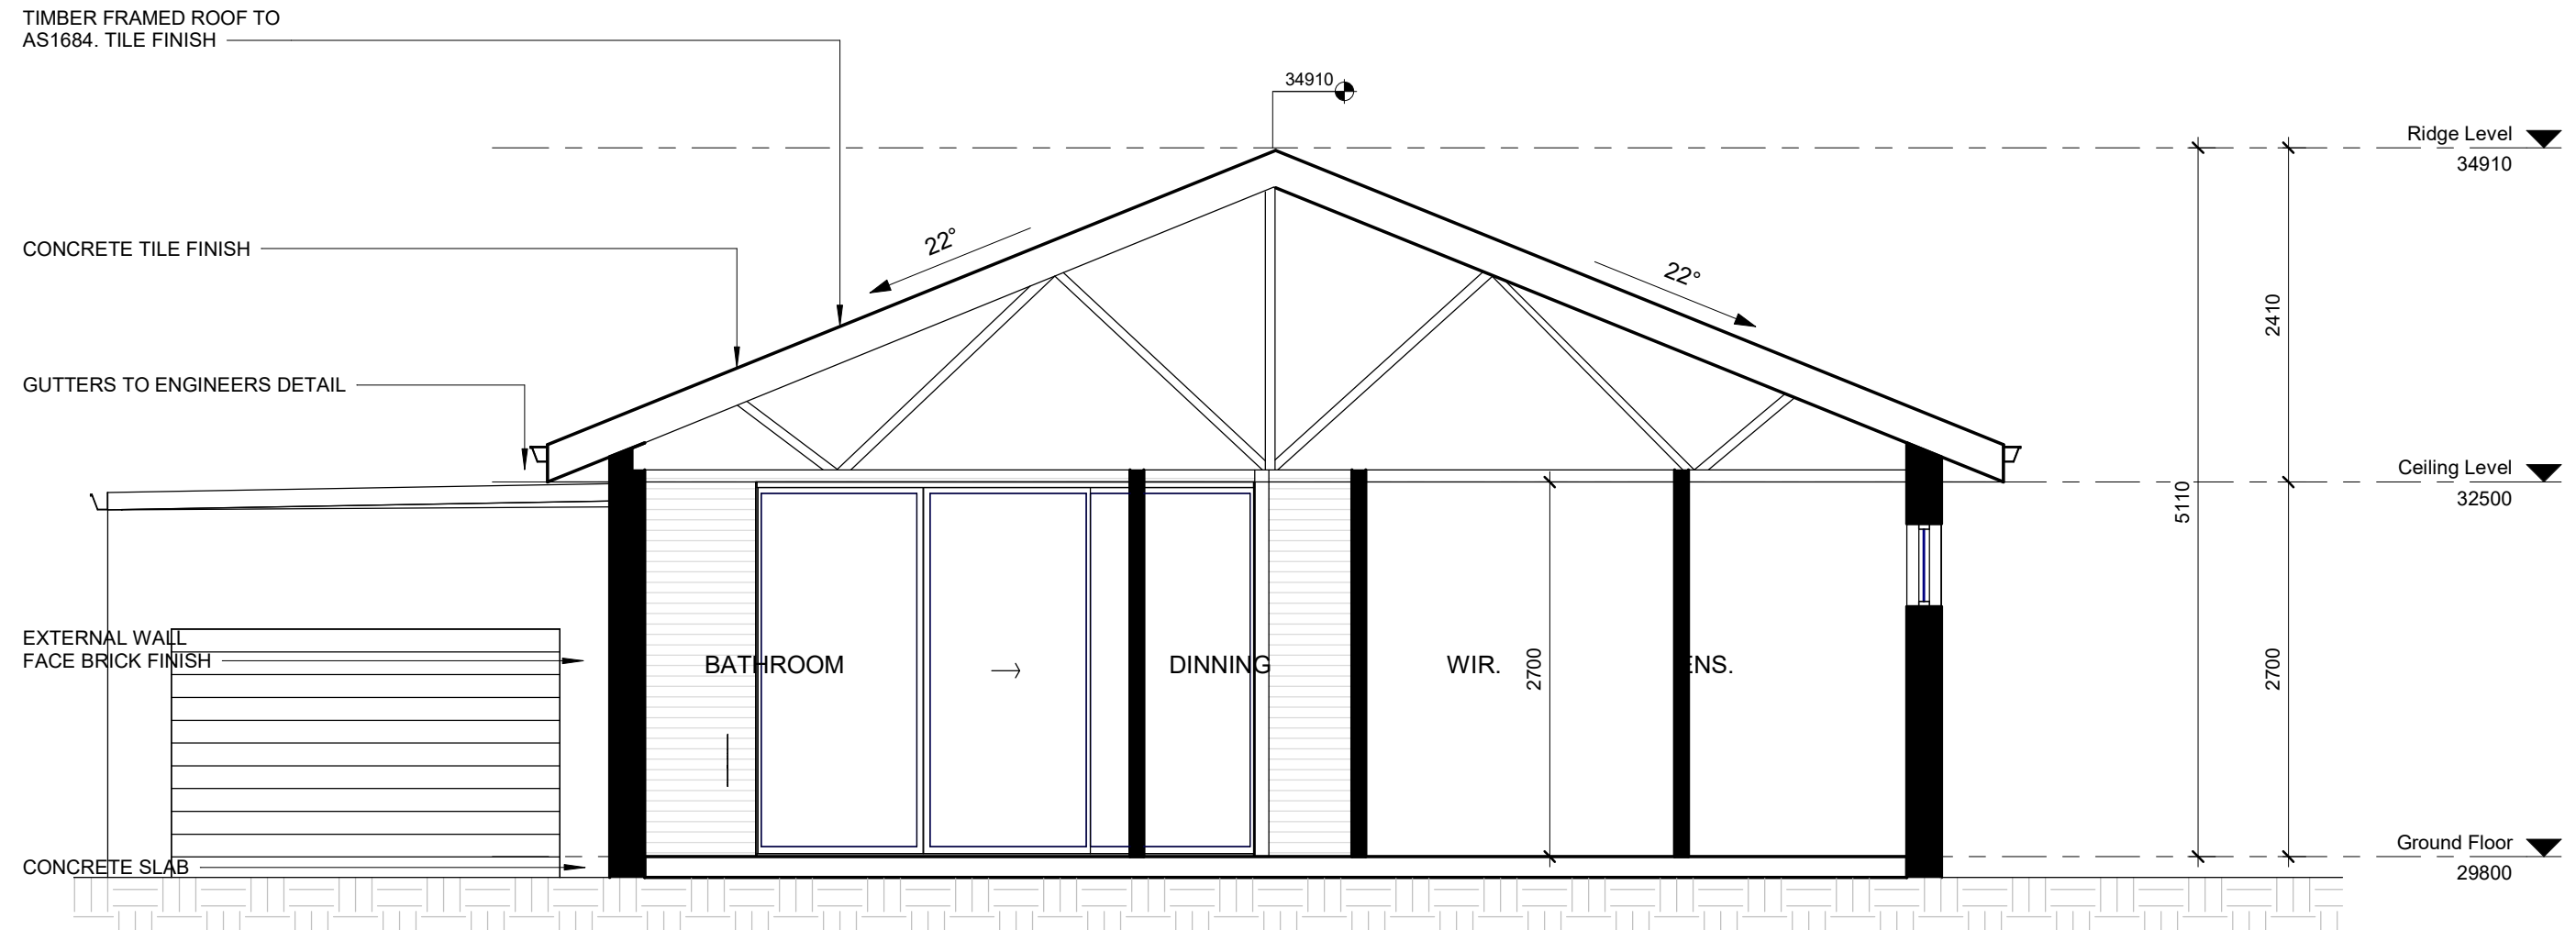 TIMBER FRAMED ROOF TO
AS1684. TILE FINISH
34910
Ridge Level
34910
CONCRETE TILE FINISH
22°
22°
2410
GUTTERS TO ENGINEERS DETAIL
Ceiling Level
32500
5110
EXTERNAL WALL
FACE BRICK FINISH
BATHROOM
DINNING
WIR.
2700
ENS.
2700
CONCRETE SLAB
Ground Floor
29800